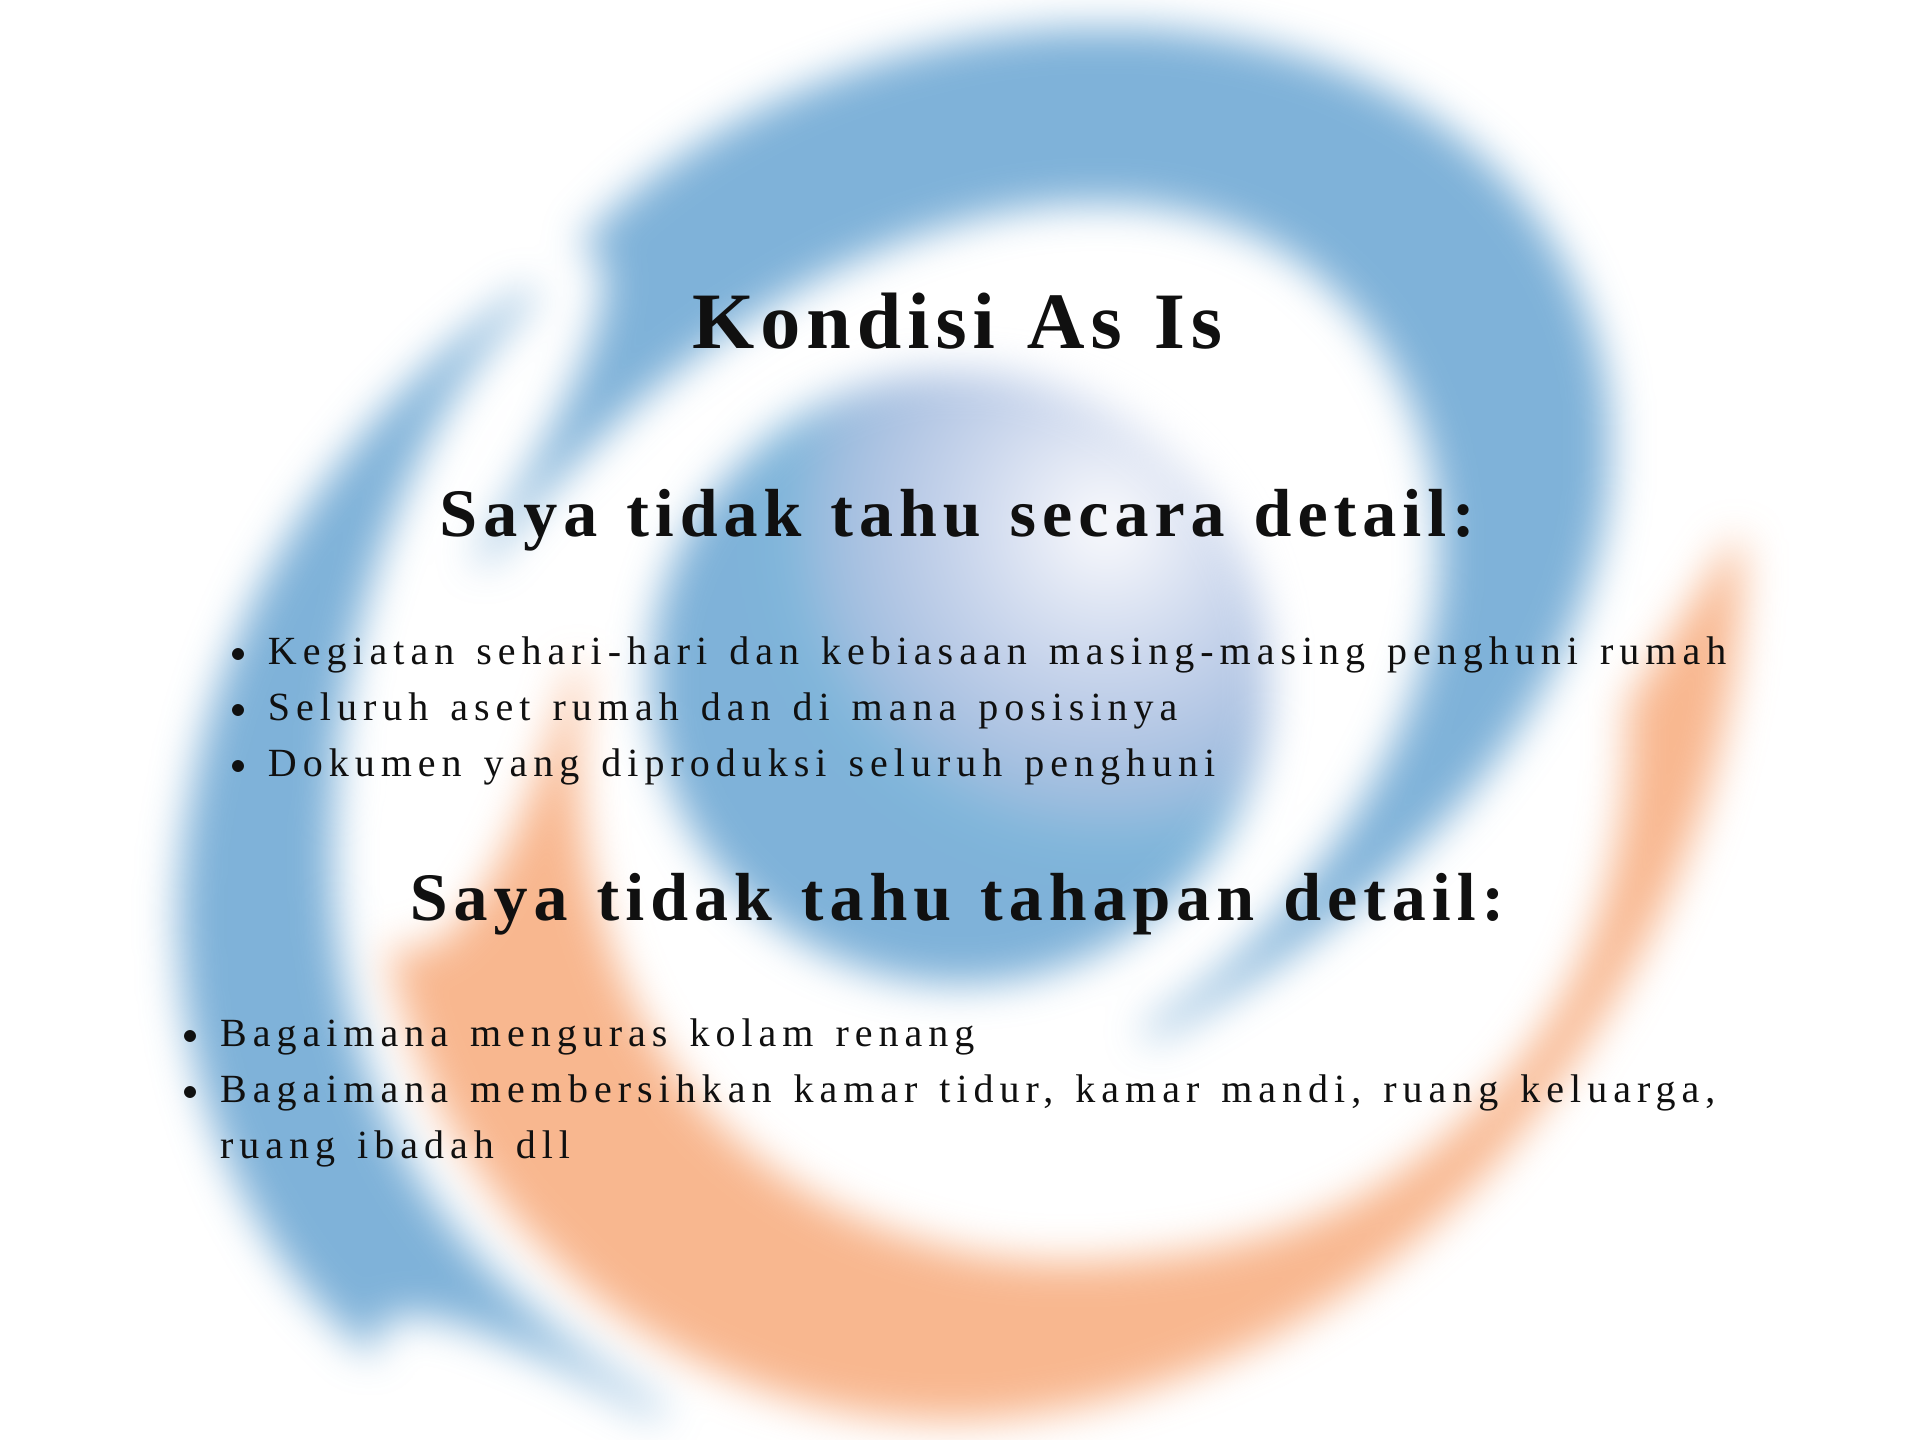 Kondisi As Is
Saya tidak tahu secara detail:
• Kegiatan sehari-hari dan kebiasaan masing-masing penghuni rumah
• Seluruh aset rumah dan di mana posisinya
• Dokumen yang diproduksi seluruh penghuni
Saya tidak tahu tahapan detail:
• Bagaimana menguras kolam renang
• Bagaimana membersihkan kamar tidur, kamar mandi, ruang keluarga,
ruang ibadah dll